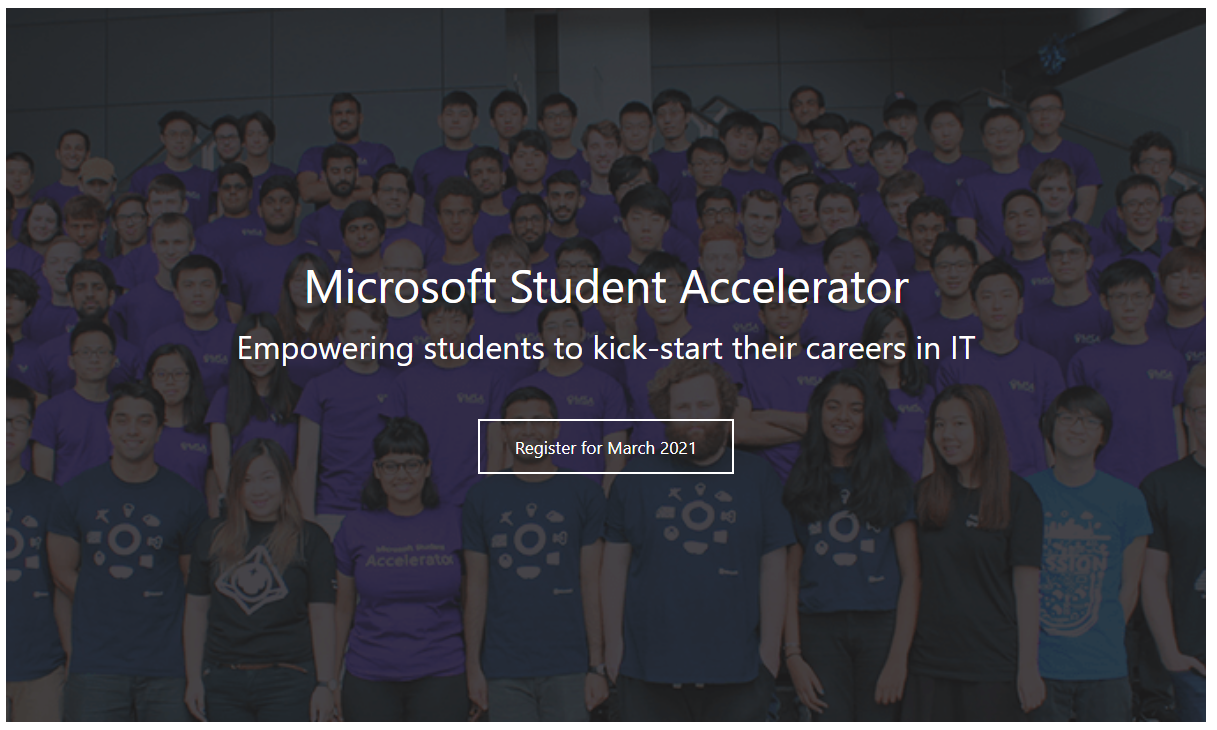 Microsoft Student Accelerator
Empowering students to kick-start their careers in IT
Register for March 2021
Microsoft Student
Accelerator